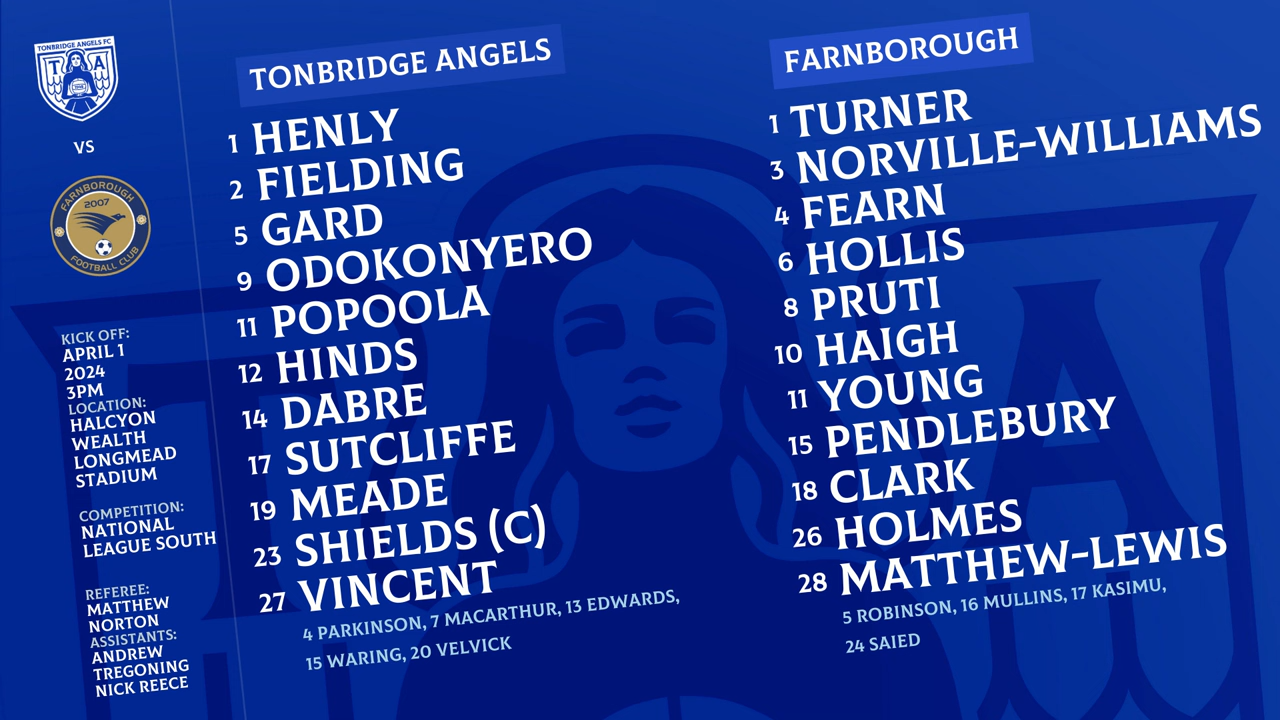 TONBRIDGE ANGELS FC
T A
VS
FARNBOROUGH
2007
FOOTBALL CLUB
KICK OFF:
APRIL 1
2024
3PM
LOCATION:
HALCYON
WEALTH
LONGMEAD
STADIUM
COMPETITION:
NATIONAL
LEAGUE SOUTH
REFEREE:
MATTHEW
NORTON
ASSISTANTS:
ANDREW
TREGONING
NICK REECE
TONBRIDGE ANGELS
1 HENLY
2 FIELDING
5 GARD
9 ODOKONYERO
11 POPOOLA
12 HINDS
14 DABRE
17 SUTCLIFFE
19 MEADE
23 SHIELDS (C)
27 VINCENT
4 PARKINSON, 7 MACARTHUR, 13 EDWARDS,
15 WARING, 20 VELVICK
FARNBOROUGH
1 TURNER
3 NORVILLE-WILLIAMS
4 FEARN
6 HOLLIS
8 PRUTI
10 HAIGH
11 YOUNG
15 PENDLEBURY
18 CLARK
26 HOLMES
28 MATTHEW-LEWIS
5 ROBINSON, 16 MULLINS, 17 KASIMU,
24 SAIED